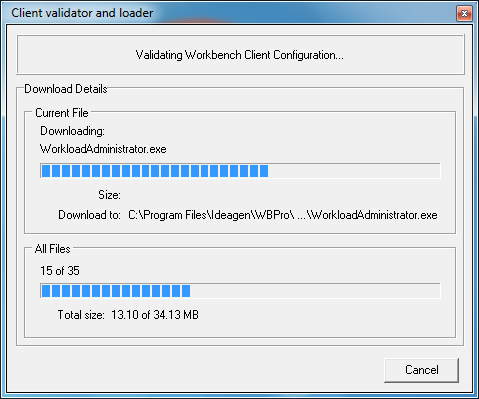 Client validator and loader
Validating Workbench Client Configuration...
Download Details
Current File
Downloading:
WorkloadAdministrator.exe
Size:
Download to: C:\Program Files\Ideagen\WBPro\ ...\WorkloadAdministrator.exe
All Files
15 of 35
Total size: 13.10 of 34.13 MB
Cancel